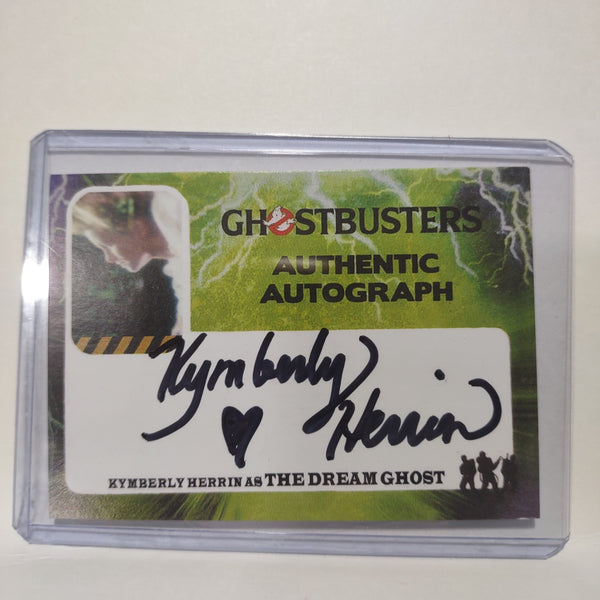 GHOSTBUSTERS
AUTHENTIC
AUTOGRAPH
Kymberly
Herrin
KYMBERLY HERRIN AS THE DREAM GHOST